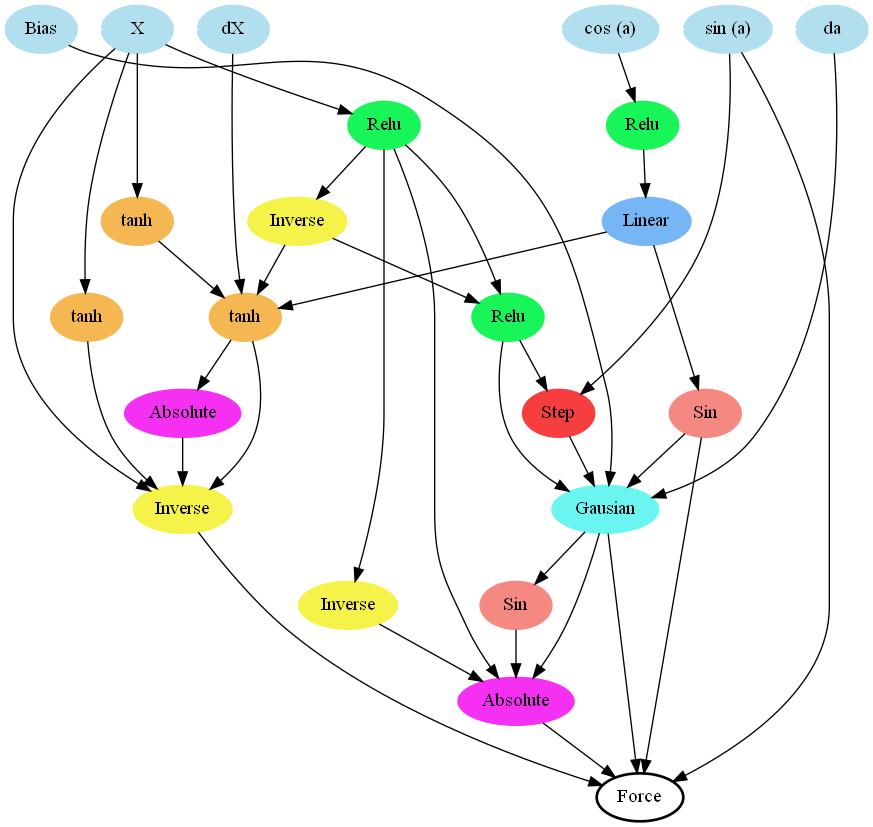 Bias
X
dX
cos (a)
sin (a)
da
Relu
Relu
tanh
Inverse
Linear
tanh
tanh
Relu
Absolute
Step
Sin
Inverse
Gausian
Inverse
Sin
Absolute
Force